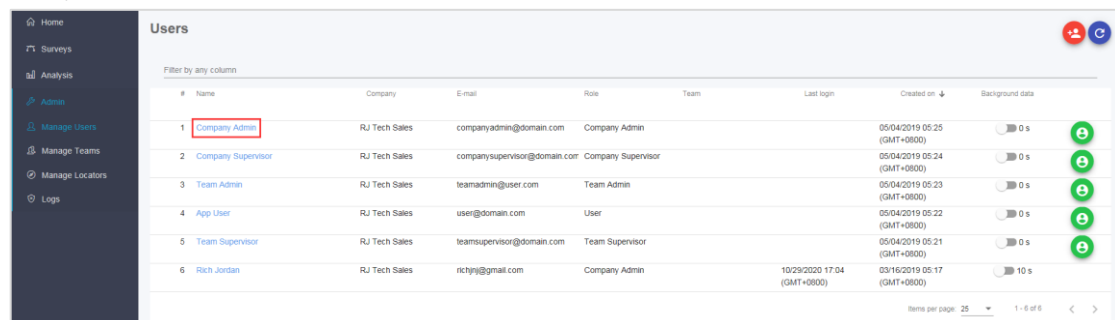 Home
Surveys
Analysis
Admin
Manage Users
Manage Teams
Manage Locators
Logs
Users
Filter by any column
# Name Company E-mail Role Team Last login Created on Background data
1 Company Admin RJ Tech Sales companyadmin@domain.com Company Admin 05/04/2019 05:25 0 s
(GMT+0800)
2 Company Supervisor RJ Tech Sales companysupervisor@domain.com Company Supervisor 05/04/2019 05:24 0 s
(GMT+0800)
3 Team Admin RJ Tech Sales teamadmin@user.com Team Admin 05/04/2019 05:23 0 s
(GMT+0800)
4 App User RJ Tech Sales user@domain.com User 05/04/2019 05:22 0 s
(GMT+0800)
5 Team Supervisor RJ Tech Sales teamsupervisor@domain.com Team Supervisor 05/04/2019 05:21 0 s
(GMT+0800)
6 Rich Jordan RJ Tech Sales richjnj@gmail.com Company Admin 10/29/2020 17:04 03/16/2019 05:17 10 s
(GMT+0800) (GMT+0800)
Items per page: 25 1 - 6 of 6